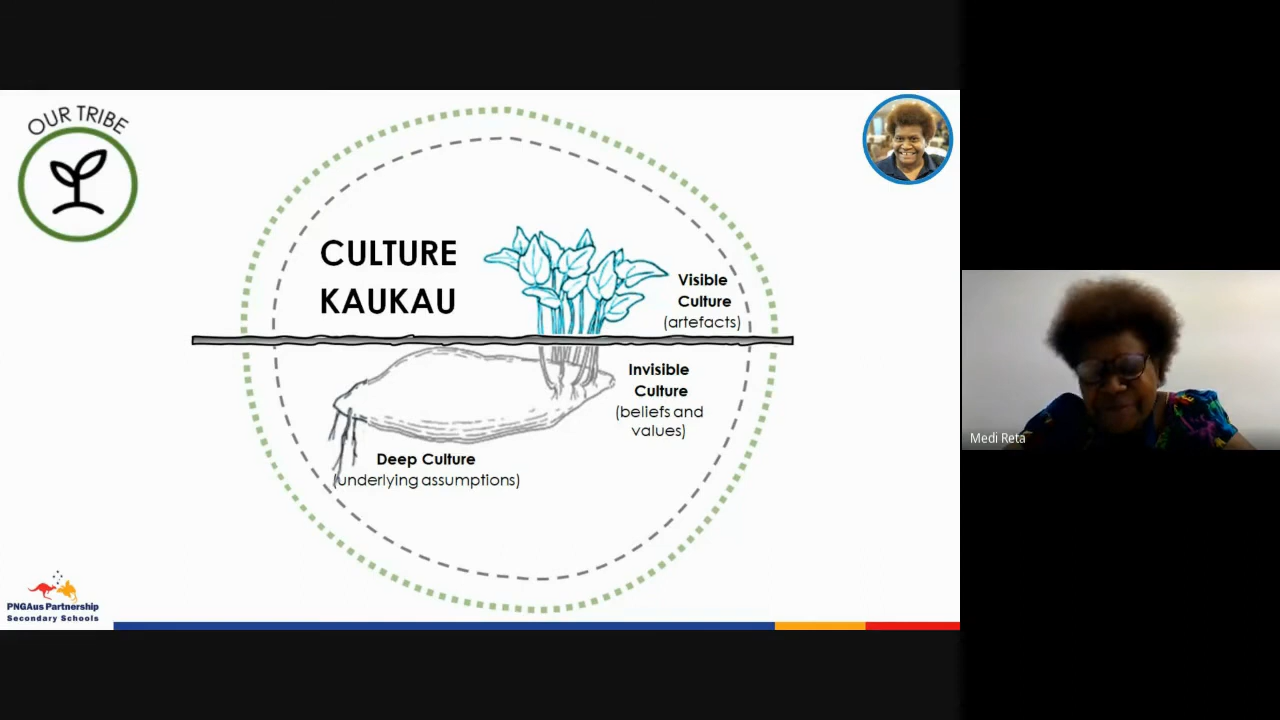 OUR TRIBE
CULTURE
KAUKAU
Visible
Culture
(artefacts)
Invisible
Culture
(beliefs and
values)
Deep Culture
(underlying assumptions)
PNGAus Partnership
Secondary Schools
Medi Reta